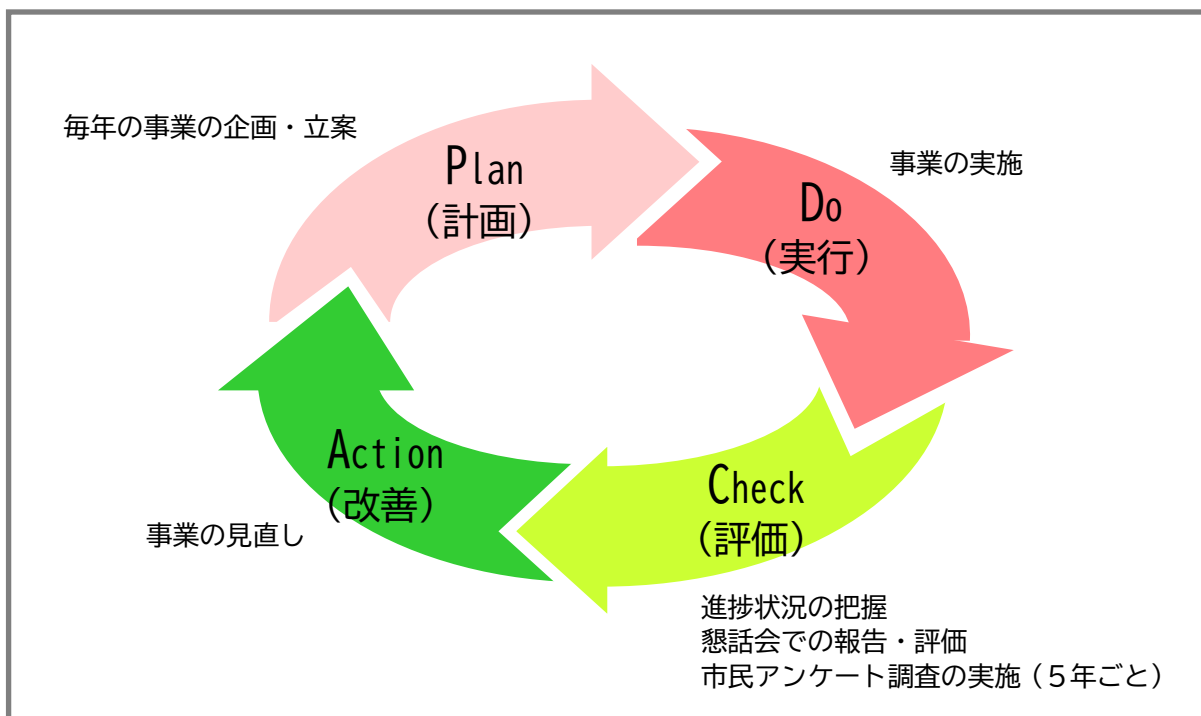 毎年の事業の企画・立案
Plan
(計画)
事業の実施
Do
(実行)
Check
(評価)
進捗状況の把握
懇話会での報告・評価
市民アンケート調査の実施(5年ごと)
Action
(改善)
事業の見直し